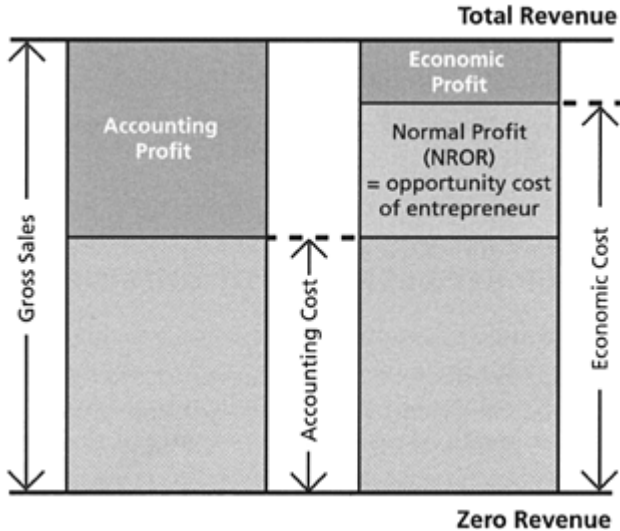 Total Revenue
Economic
Profit
Accounting
Profit
Normal Profit
(NROR)
= opportunity cost
of entrepreneur
Gross Sales
Accounting Cost
Economic Cost
Zero Revenue